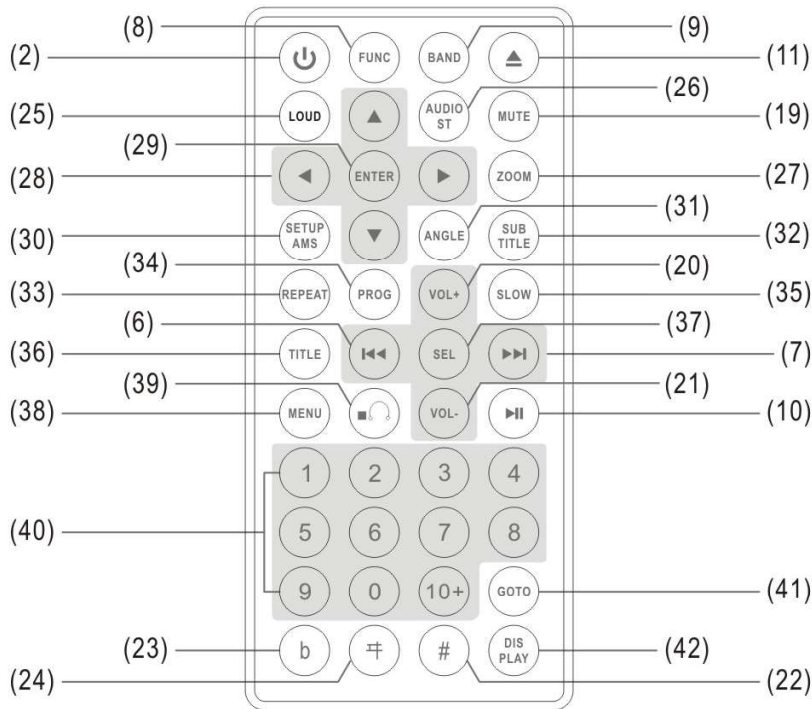 (8) (9)
(2) ⏻ FUNC BAND ⏏ (11)
(26)
(25) LOUD ▲ AUDIO ST MUTE (19)
(29)
(28) ◀ ENTER ▶ ZOOM (27)
(31)
(30) SETUP AMS ▼ ANGLE SUB TITLE (32)
(34) (20)
(33) REPEAT PROG VOL+ SLOW (35)
(6) (37)
(36) TITLE SEL (7)
(39) (21)
(38) MENU VOL- (10)
1 2 3 4
(40) 5 6 7 8
9 0 10+ GOTO (41)
(23) b # DIS PLAY (42)
(24) (22)